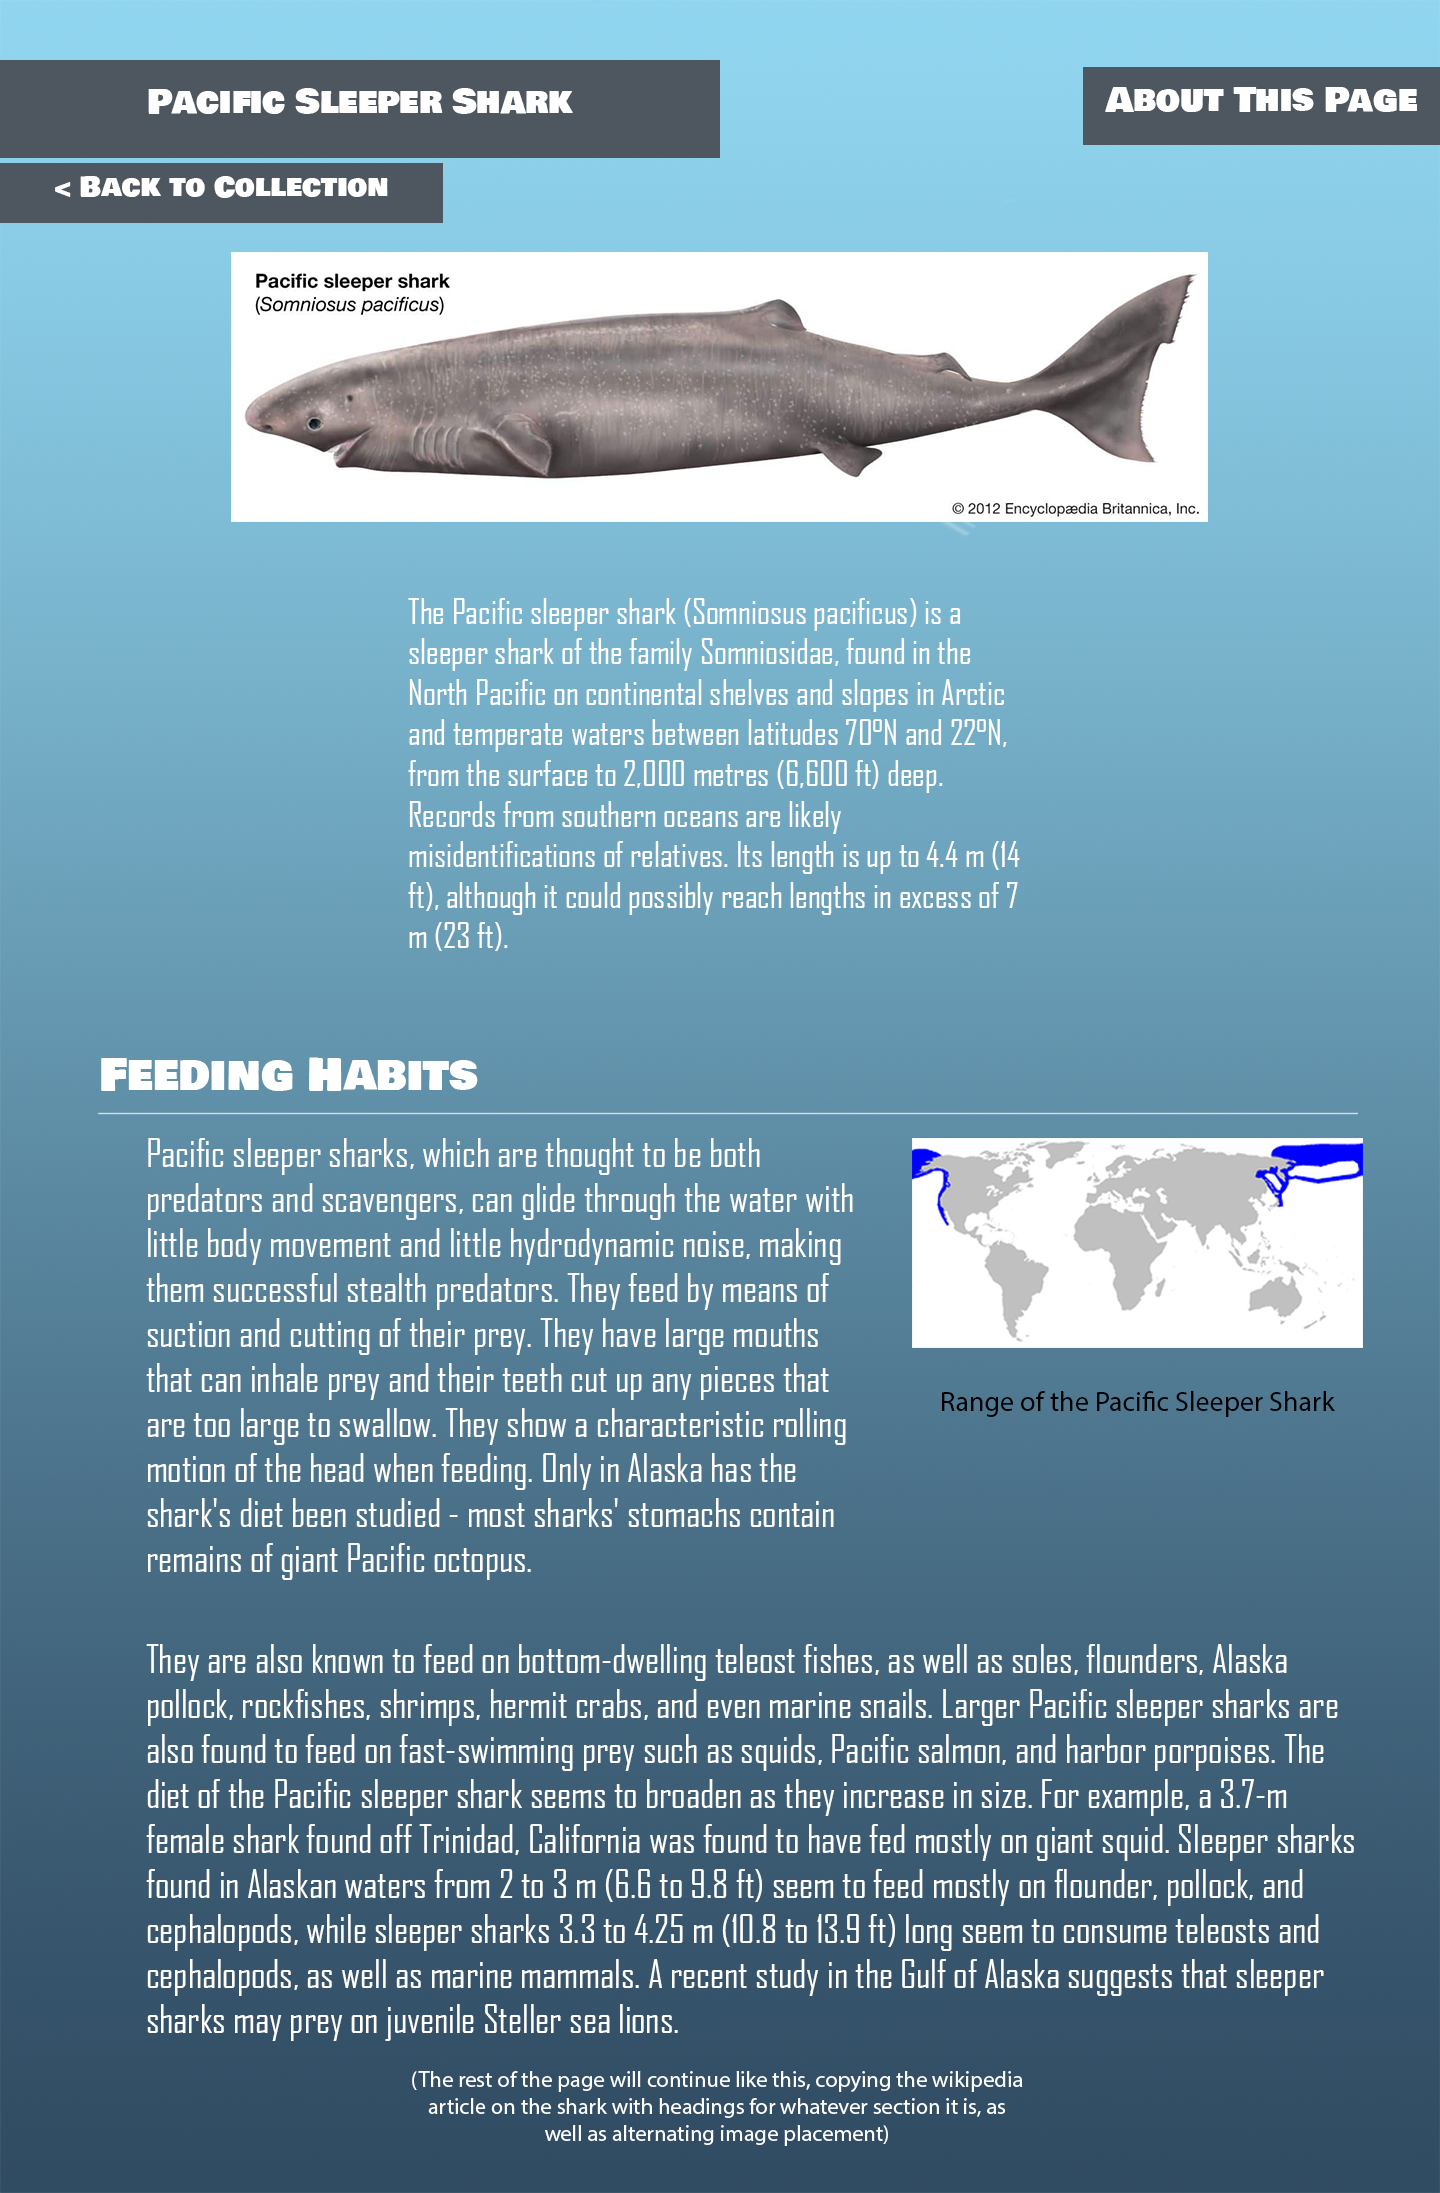 Pacific Sleeper Shark
About This Page
< Back to Collection
Pacific sleeper shark
(Somniosus pacificus)
© 2012 Encyclopædia Britannica, Inc.
The Pacific sleeper shark (Somniosus pacificus) is a
sleeper shark of the family Somniosidae, found in the
North Pacific on continental shelves and slopes in Arctic
and temperate waters between latitudes 70°N and 22°N,
from the surface to 2,000 metres (6,600 ft) deep.
Records from southern oceans are likely
misidentifications of relatives. Its length is up to 4.4 m (14
ft), although it could possibly reach lengths in excess of 7
m (23 ft).
Feeding Habits
Pacific sleeper sharks, which are thought to be both
predators and scavengers, can glide through the water with
little body movement and little hydrodynamic noise, making
them successful stealth predators. They feed by means of
suction and cutting of their prey. They have large mouths
that can inhale prey and their teeth cut up any pieces that
are too large to swallow. They show a characteristic rolling
motion of the head when feeding. Only in Alaska has the
shark's diet been studied - most sharks' stomachs contain
remains of giant Pacific octopus.
Range of the Pacific Sleeper Shark
They are also known to feed on bottom-dwelling teleost fishes, as well as soles, flounders, Alaska
pollock, rockfishes, shrimps, hermit crabs, and even marine snails. Larger Pacific sleeper sharks are
also found to feed on fast-swimming prey such as squids, Pacific salmon, and harbor porpoises. The
diet of the Pacific sleeper shark seems to broaden as they increase in size. For example, a 3.7-m
female shark found off Trinidad, California was found to have fed mostly on giant squid. Sleeper sharks
found in Alaskan waters from 2 to 3 m (6.6 to 9.8 ft) seem to feed mostly on flounder, pollock, and
cephalopods, while sleeper sharks 3.3 to 4.25 m (10.8 to 13.9 ft) long seem to consume teleosts and
cephalopods, as well as marine mammals. A recent study in the Gulf of Alaska suggests that sleeper
sharks may prey on juvenile Steller sea lions.
(The rest of the page will continue like this, copying the wikipedia
article on the shark with headings for whatever section it is, as
well as alternating image placement)